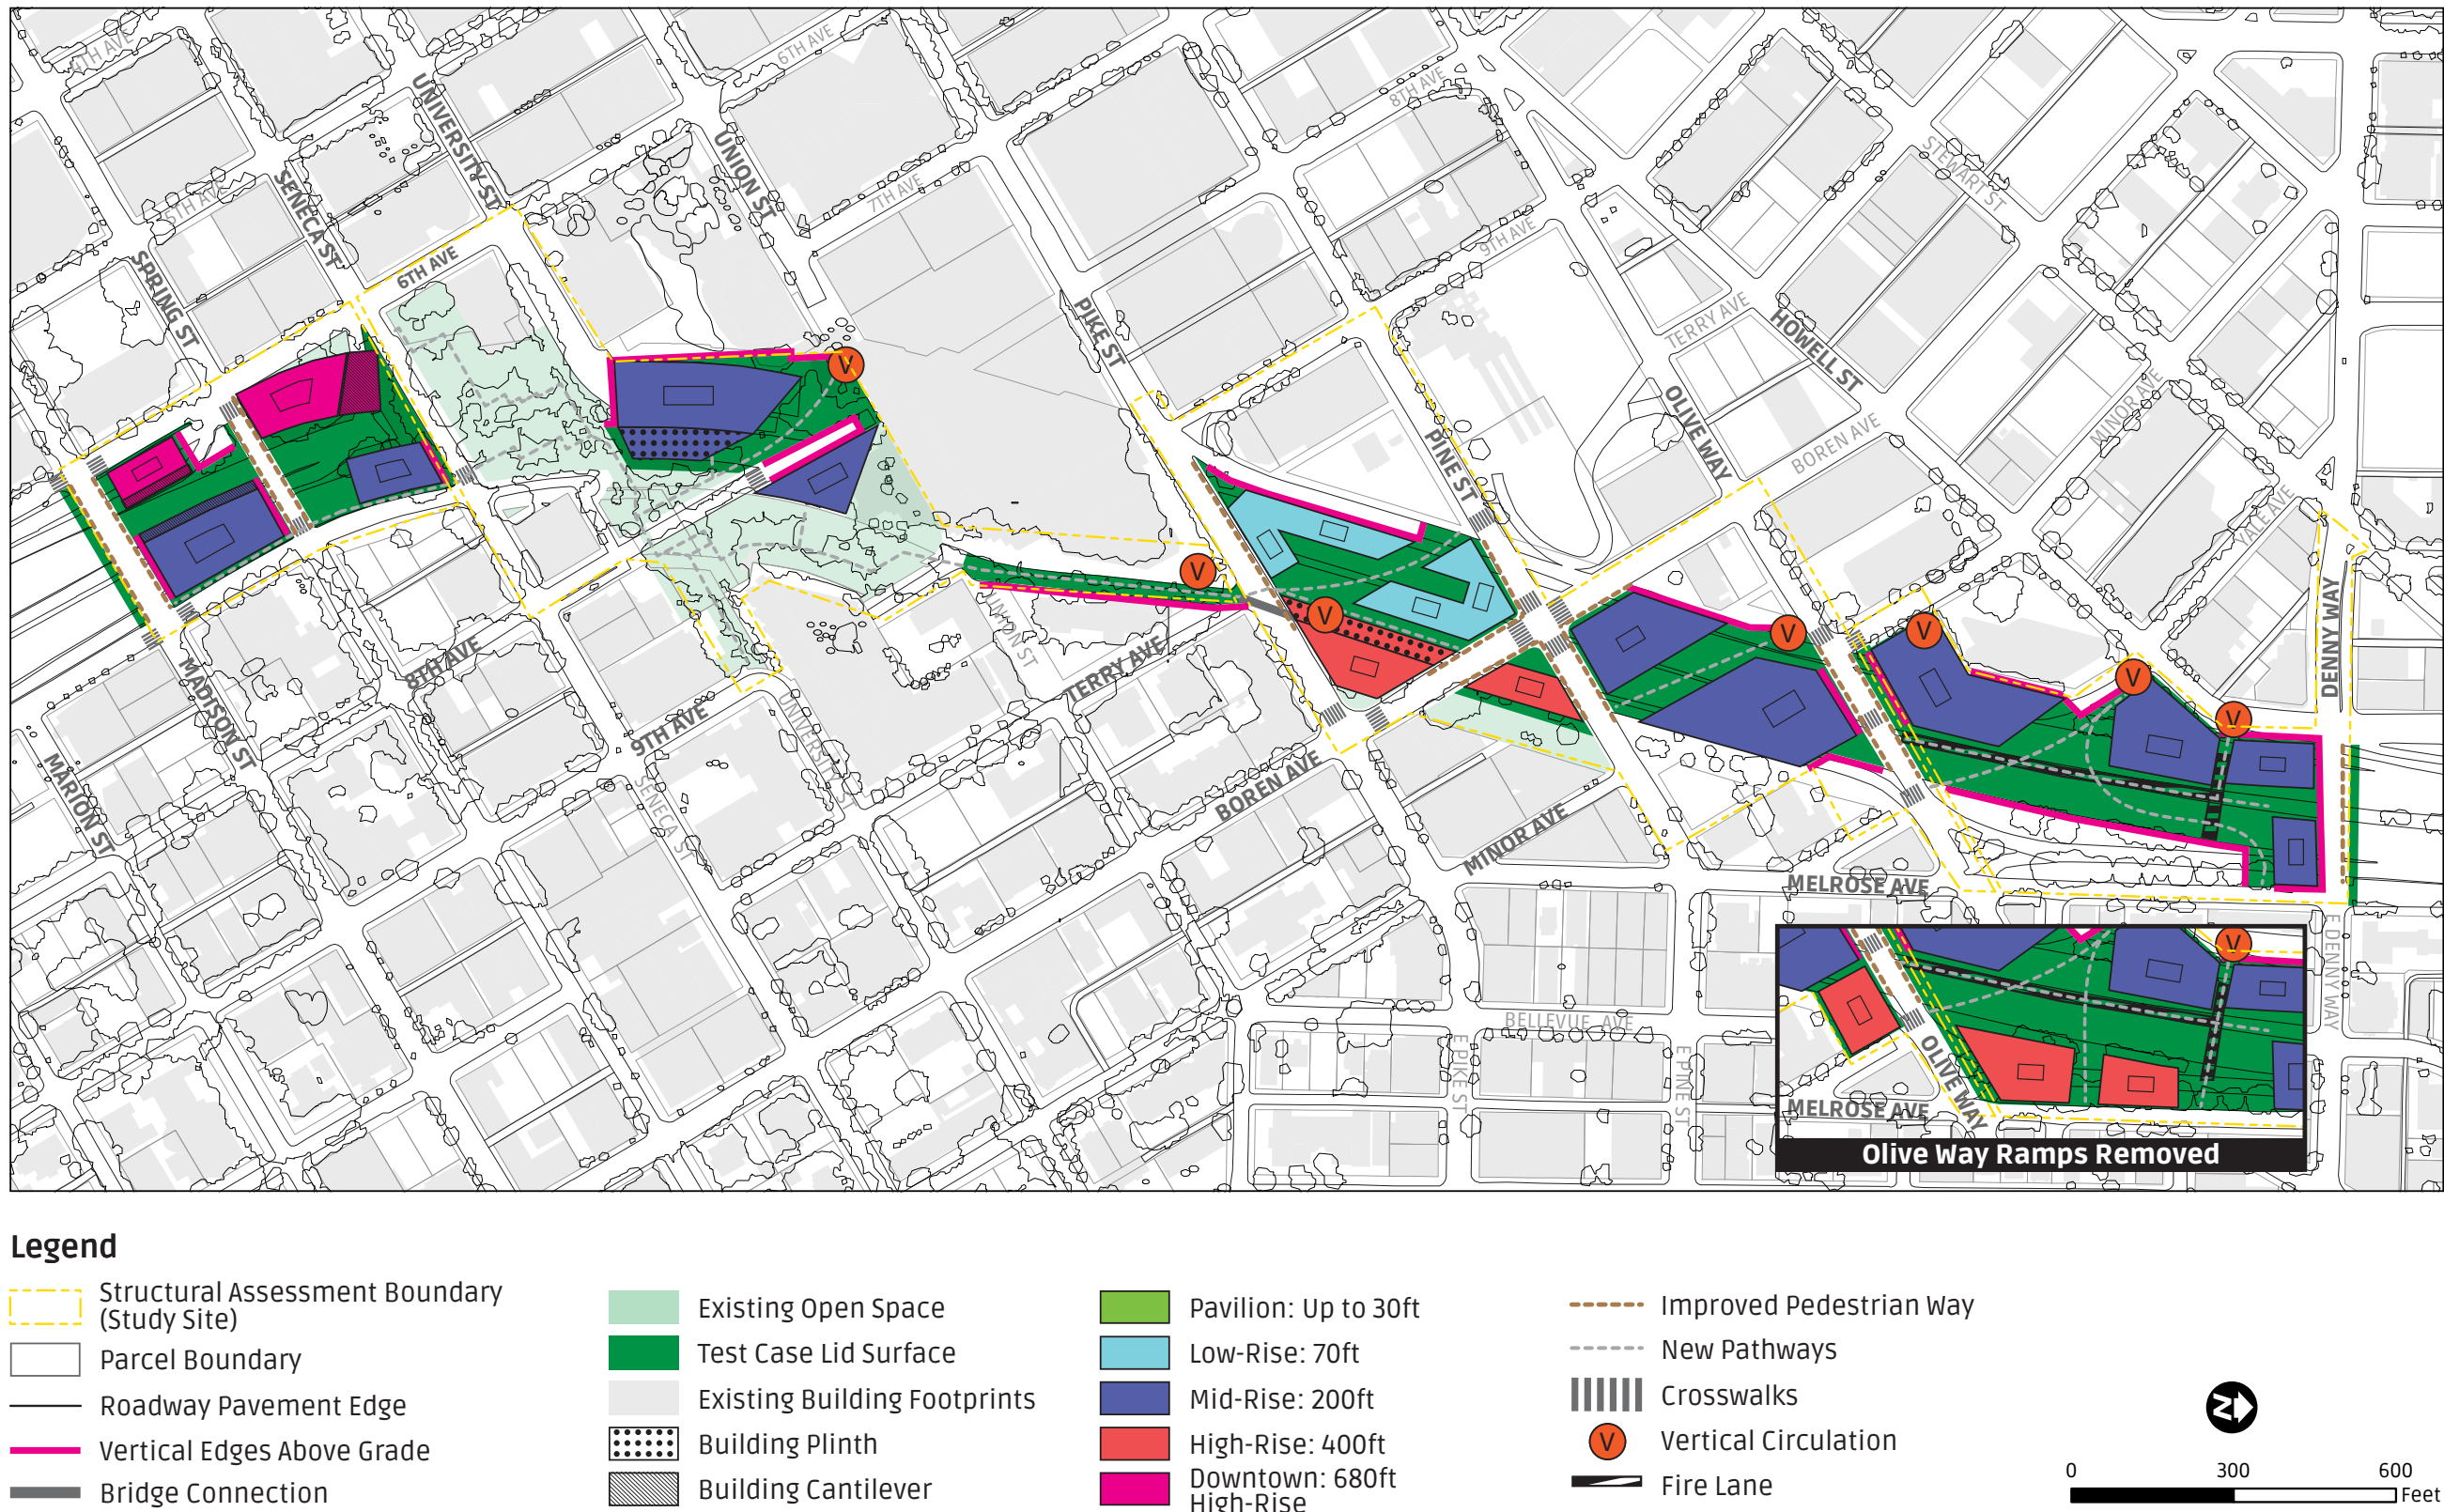 4TH AVE
6TH AVE
8TH AVE
UNIVERSITY ST
UNION ST
7TH AVE
STEWART ST
5TH AVE
SENECA ST
SPRING ST
6TH AVE
9TH AVE
PIKE ST
TERRY AVE
HOWELL ST
MINOR AVE
OLIVE WAY
PINE ST
BOREN AVE
YALE AVE
V
V
V
V
V
V
V
DENNY WAY
UNION ST
TERRY AVE
8TH AVE
MADISON ST
9TH AVE
UNIVERSITY ST
MARION ST
SENECA ST
BOREN AVE
MINOR AVE
MELROSE AVE
E DENNY WAY
BELLEVUE AVE
E PIKE ST
E PINE ST
V
OLIVE WAY
MELROSE AVE
Olive Way Ramps Removed
Legend
Structural Assessment Boundary
(Study Site)
Parcel Boundary
Roadway Pavement Edge
Vertical Edges Above Grade
Bridge Connection
Existing Open Space
Test Case Lid Surface
Existing Building Footprints
Building Plinth
Building Cantilever
Pavilion: Up to 30ft
Low-Rise: 70ft
Mid-Rise: 200ft
High-Rise: 400ft
Downtown: 680ft
High-Rise
Improved Pedestrian Way
New Pathways
Crosswalks
V
Vertical Circulation
Fire Lane
N
0 300 600
Feet